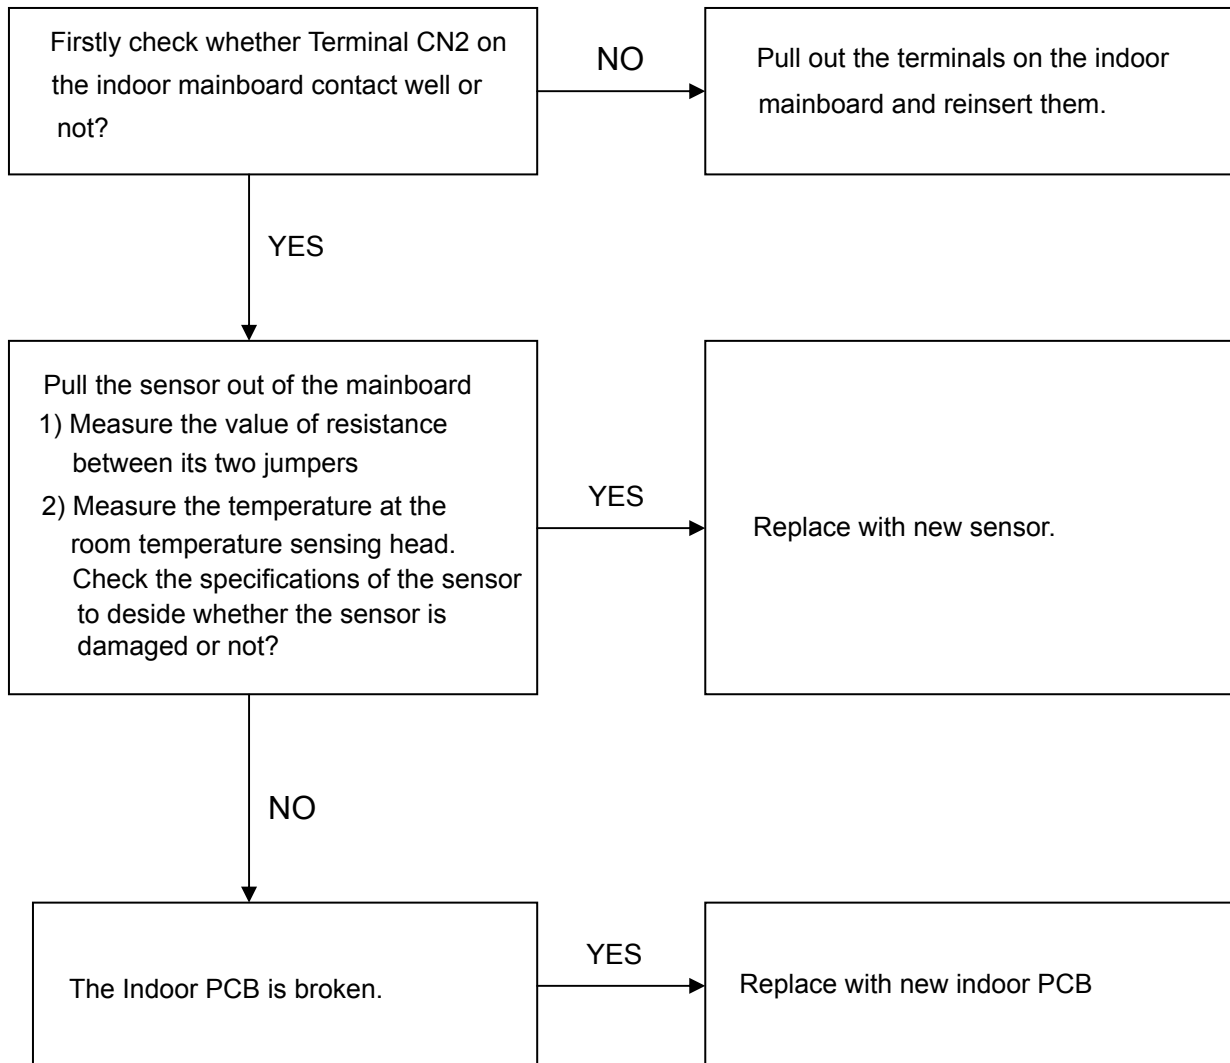 Firstly check whether Terminal CN2 on
the indoor mainboard contact well or
not?
NO
Pull out the terminals on the indoor
mainboard and reinsert them.
YES
Pull the sensor out of the mainboard
1) Measure the value of resistance
between its two jumpers
2) Measure the temperature at the
room temperature sensing head.
Check the specifications of the sensor
to deside whether the sensor is
damaged or not?
YES
Replace with new sensor.
NO
The Indoor PCB is broken.
YES
Replace with new indoor PCB